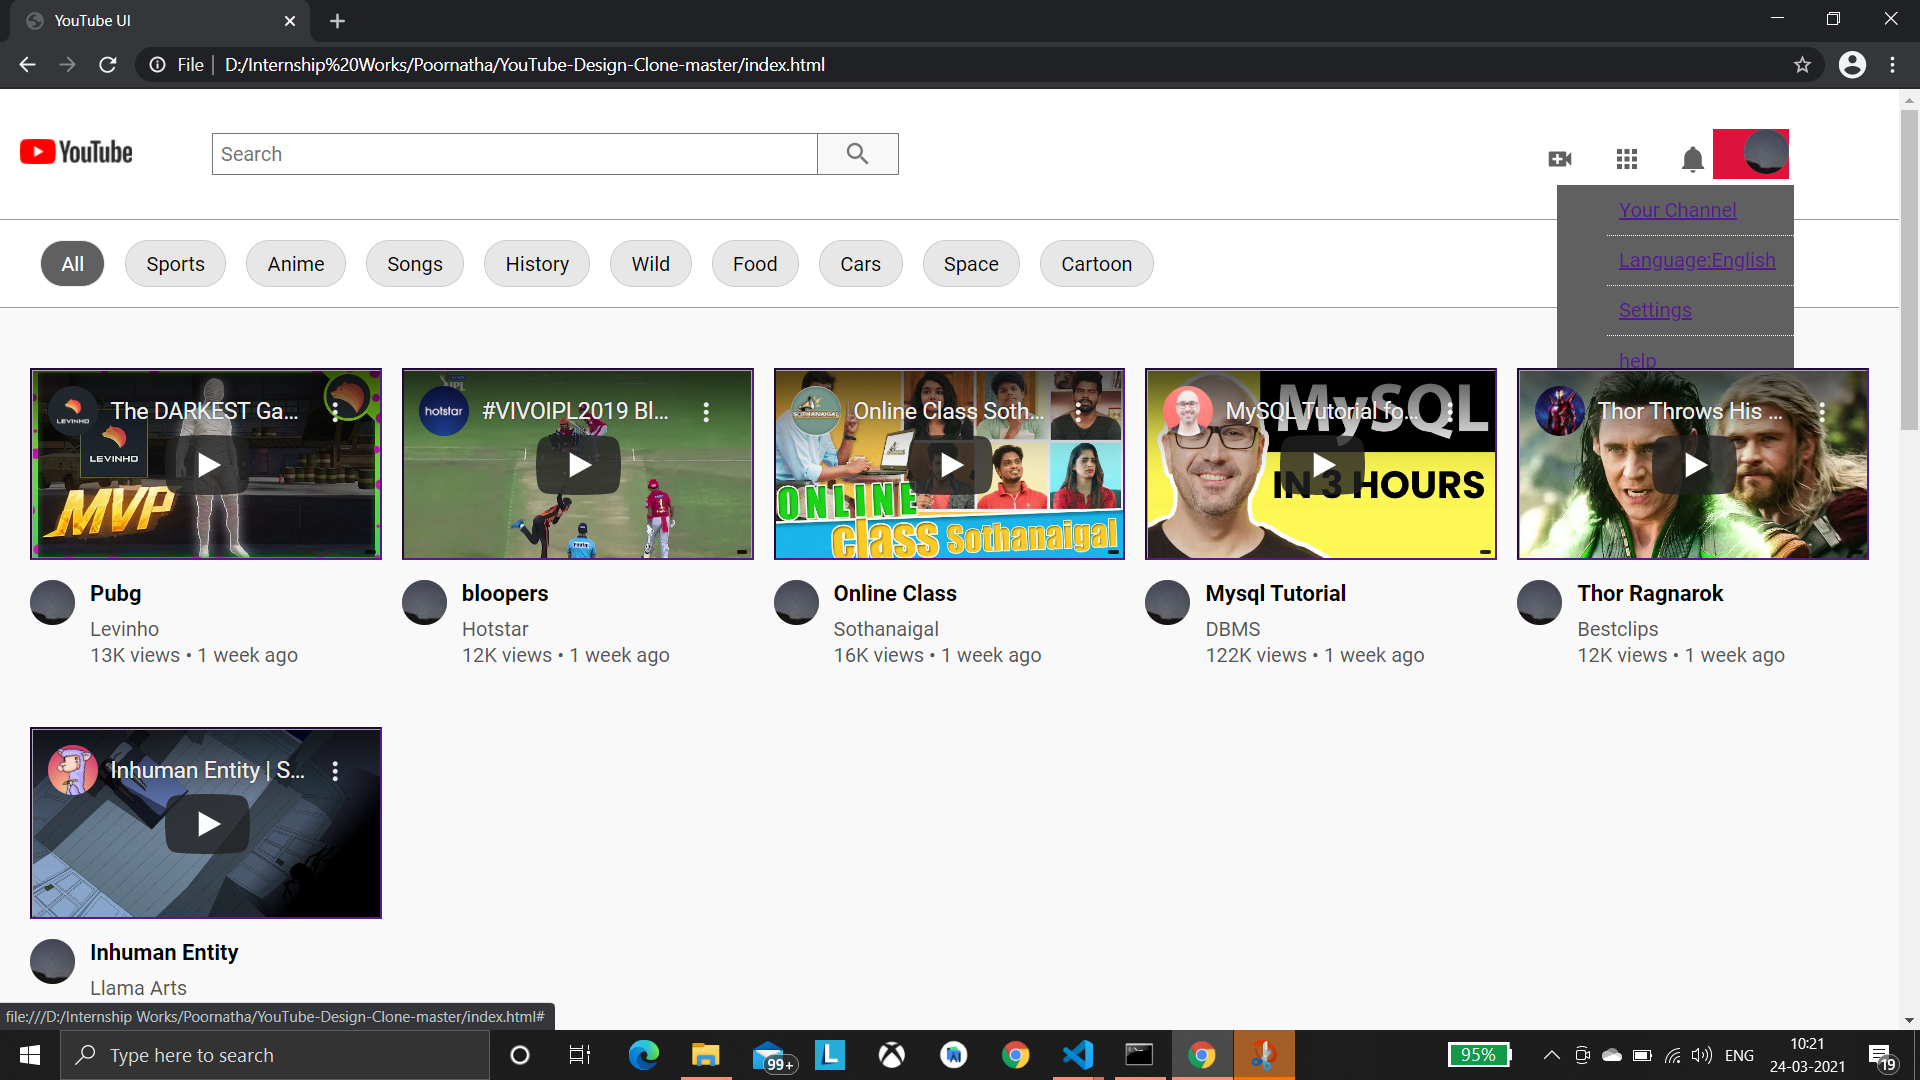 YouTube UI
File
D:/Internship%20Works/Poornatha/YouTube-Design-Clone-master/index.html
YouTube
Search
Your Channel
Language:English
Settings
help
All
Sports
Anime
Songs
History
Wild
Food
Cars
Space
Cartoon
The DARKEST Ga...
LEVINHO
LEVINHO
MVP
#VIVOIPL2019 Bl...
hotstar
IPL
Online Class Soth...
SOTHANAIGAL
ONLINE
class Sothanaigal
MySQL Tutorial fo...
MySQL
IN 3 HOURS
Thor Throws His ...
Pubg
Levinho
13K views • 1 week ago
bloopers
Hotstar
12K views • 1 week ago
Online Class
Sothanaigal
16K views • 1 week ago
Mysql Tutorial
DBMS
122K views • 1 week ago
Thor Ragnarok
Bestclips
12K views • 1 week ago
Inhuman Entity | S...
Inhuman Entity
Llama Arts
file:///D:/Internship Works/Poornatha/YouTube-Design-Clone-master/index.html#
Type here to search
99+
L
95%
ENG
10:21
24-03-2021
19